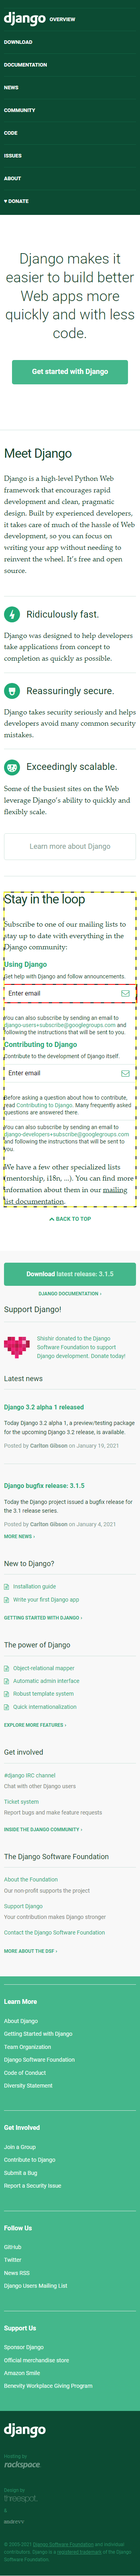 django OVERVIEW
DOWNLOAD
DOCUMENTATION
NEWS
COMMUNITY
CODE
ISSUES
ABOUT
♥ DONATE
Django makes it
easier to build better
Web apps more
quickly and with less
code.
Get started with Django
Meet Django
Django is a high-level Python Web
framework that encourages rapid
development and clean, pragmatic
design. Built by experienced developers,
it takes care of much of the hassle of Web
development, so you can focus on
writing your app without needing to
reinvent the wheel. It's free and open
source.
Ridiculously fast.
Django was designed to help developers
take applications from concept to
completion as quickly as possible.
Reassuringly secure.
Django takes security seriously and helps
developers avoid many common security
mistakes.
Exceedingly scalable.
Some of the busiest sites on the Web
leverage Django's ability to quickly and
flexibly scale.
Learn more about Django
Stay in the loop
Subscribe to one of our mailing lists to
stay up to date with everything in the
Django community:
Using Django
Get help with Django and follow announcements.
Enter email
You can also subscribe by sending an email to
django-users+subscribe@googlegroups.com and
following the instructions that will be sent to you.
Contributing to Django
Contribute to the development of Django itself.
Enter email
Before asking a question about how to contribute,
read Contributing to Django. Many frequently asked
questions are answered there.
You can also subscribe by sending an email to
django-developers+subscribe@googlegroups.com
and following the instructions that will be sent to
you.
We have a few other specialized lists
(mentorship, i18n, ...). You can find more
information about them in our mailing
list documentation.
BACK TO TOP
Download latest release: 3.1.5
DJANGO DOCUMENTATION ›
Support Django!
Shishir donated to the Django
Software Foundation to support
Django development. Donate today!
Latest news
Django 3.2 alpha 1 released
Today Django 3.2 alpha 1, a preview/testing package
for the upcoming Django 3.2 release, is available.
Posted by Carlton Gibson on January 19, 2021
Django bugfix release: 3.1.5
Today the Django project issued a bugfix release for
the 3.1 release series.
Posted by Carlton Gibson on January 4, 2021
MORE NEWS ›
New to Django?
Installation guide
Write your first Django app
GETTING STARTED WITH DJANGO ›
The power of Django
Object-relational mapper
Automatic admin interface
Robust template system
Quick internationalization
EXPLORE MORE FEATURES ›
Get involved
#django IRC channel
Chat with other Django users
Ticket system
Report bugs and make feature requests
INSIDE THE DJANGO COMMUNITY ›
The Django Software Foundation
About the Foundation
Our non-profit supports the project
Support Django
Your contribution makes Django stronger
Contact the Django Software Foundation
MORE ABOUT THE DSF ›
Learn More
About Django
Getting Started with Django
Team Organization
Django Software Foundation
Code of Conduct
Diversity Statement
Get Involved
Join a Group
Contribute to Django
Submit a Bug
Report a Security Issue
Follow Us
GitHub
Twitter
News RSS
Django Users Mailing List
Support Us
Sponsor Django
Official merchandise store
Amazon Smile
Benevity Workplace Giving Program
django
Hosting by
rackspace
Design by
threespot.
&
andrevv
© 2005-2021 Django Software Foundation and individual
contributors. Django is a registered trademark of the Django
Software Foundation.